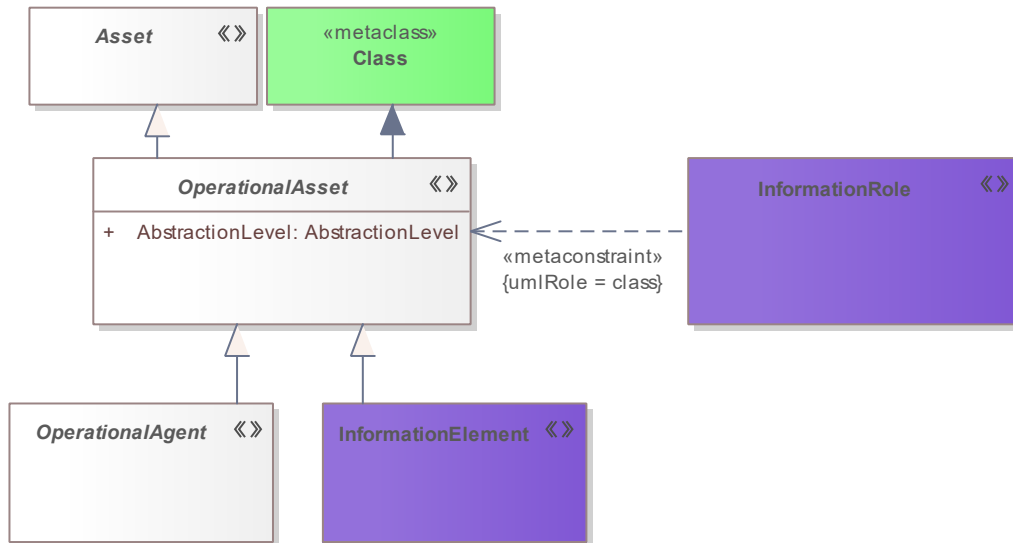 Asset «»
«metaclass»
Class
OperationalAsset «»
+ AbstractionLevel: AbstractionLevel
InformationRole «»
«metaconstraint»
{umlRole = class}
OperationalAgent «»
InformationElement «»